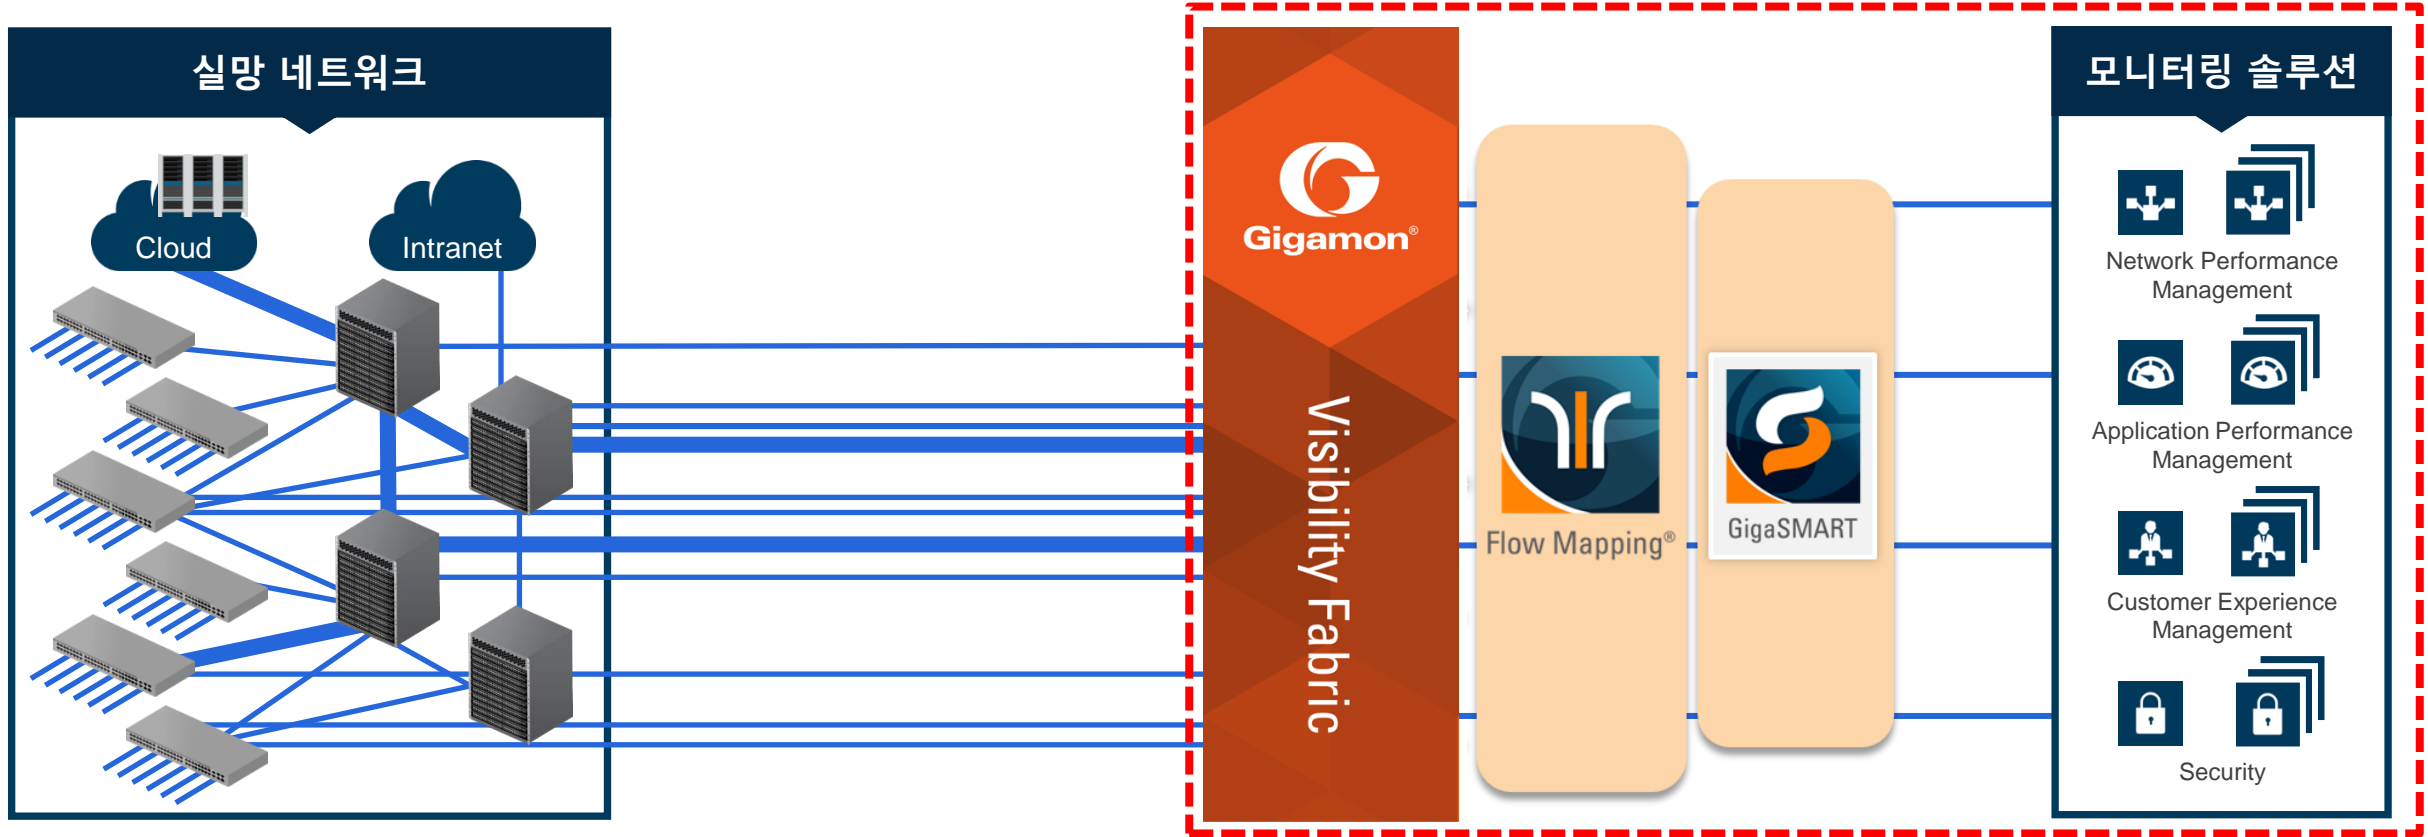 실망 네트워크
Cloud
Intranet
Gigamon®
Visibility Fabric
Flow Mapping®
GigaSMART
모니터링 솔루션
Network Performance
Management
Application Performance
Management
Customer Experience
Management
Security